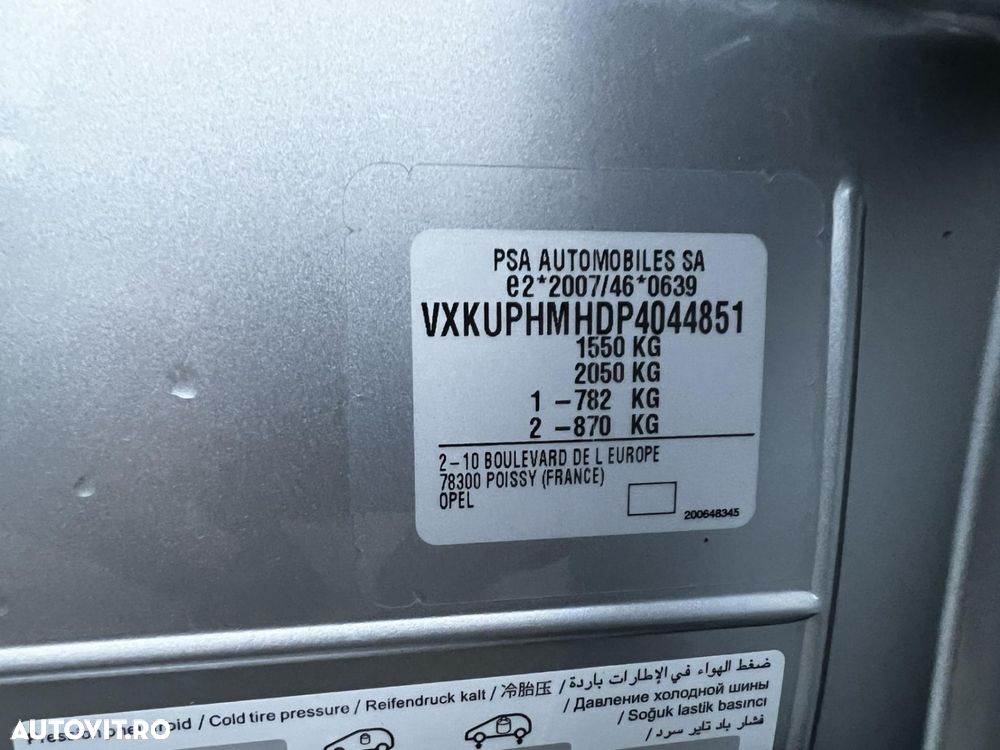 PSA AUTOMOBILES SA
e2*2007/46*0639
VXKUPHMHDP4044851
1550 KG
2050 KG
1 -782 KG
2 -870 KG
2-10 BOULEVARD DE L EUROPE
78300 POISSY (FRANCE)
OPEL
200648345
ضغط الهواء في الإطارات باردة /
/ Cold tire pressure / Reifendruck kalt / 冷胎压 / Давление холодной шины
/ Soğuk lastik basıncı
فشار باد تایر سرد /
AUTOVIT.RO